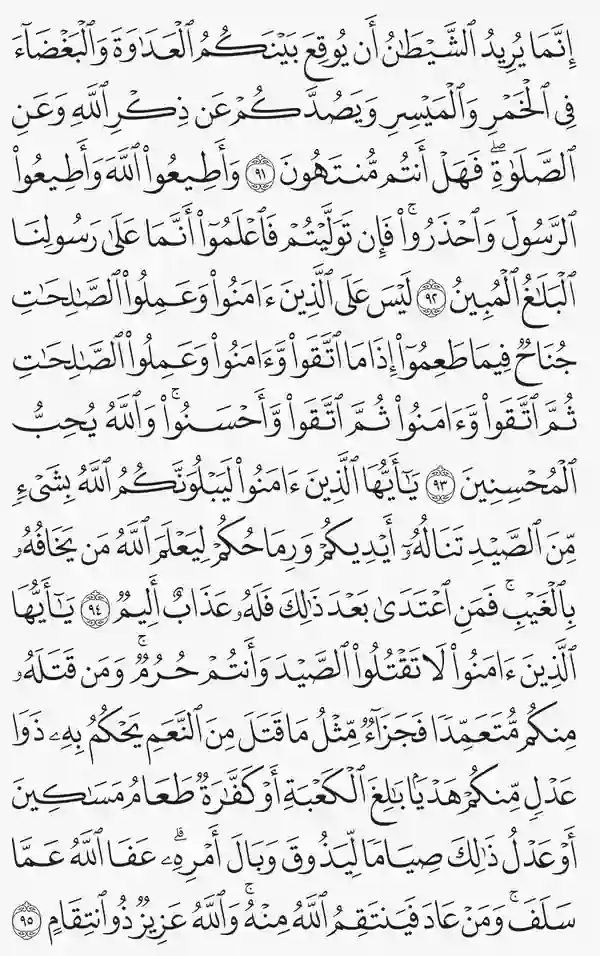 إِنَّمَا يُرِيدُ ٱلشَّيْطَٰنُ أَن يُوقِعَ بَيْنَكُمُ ٱلْعَدَٰوَةَ وَٱلْبَغْضَآءَ
فِى ٱلْخَمْرِ وَٱلْمَيْسِرِ وَيَصُدَّكُمْ عَن ذِكْرِ ٱللَّهِ وَعَنِ
ٱلصَّلَوٰةِ ۖ فَهَلْ أَنتُم مُّنتَهُونَ ٩١ وَأَطِيعُوا۟ ٱللَّهَ وَأَطِيعُوا۟
ٱلرَّسُولَ وَٱحْذَرُوا۟ ۚ فَإِن تَوَلَّيْتُمْ فَٱعْلَمُوٓا۟ أَنَّمَا عَلَىٰ رَسُولِنَا
ٱلْبَلَٰغُ ٱلْمُبِينُ ٩٢ لَيْسَ عَلَى ٱلَّذِينَ ءَامَنُوا۟ وَعَمِلُوا۟ ٱلصَّٰلِحَٰتِ
جُنَاحٌ فِيمَا طَعِمُوٓا۟ إِذَا مَا ٱتَّقَوا۟ وَّءَامَنُوا۟ وَعَمِلُوا۟ ٱلصَّٰلِحَٰتِ
ثُمَّ ٱتَّقَوا۟ وَّءَامَنُوا۟ ثُمَّ ٱتَّقَوا۟ وَّأَحْسَنُوا۟ ۗ وَٱللَّهُ يُحِبُّ
ٱلْمُحْسِنِينَ ٩٣ يَٰٓأَيُّهَا ٱلَّذِينَ ءَامَنُوا۟ لَيَبْلُوَنَّكُمُ ٱللَّهُ بِشَىْءٍ
مِّنَ ٱلصَّيْدِ تَنَالُهُۥٓ أَيْدِيكُمْ وَرِمَاحُكُمْ لِيَعْلَمَ ٱللَّهُ مَن يَخَافُهُۥ
بِٱلْغَيْبِ ۚ فَمَنِ ٱعْتَدَىٰ بَعْدَ ذَٰلِكَ فَلَهُۥ عَذَابٌ أَلِيمٌ ٩٤ يَٰٓأَيُّهَا
ٱلَّذِينَ ءَامَنُوا۟ لَا تَقْتُلُوا۟ ٱلصَّيْدَ وَأَنتُمْ حُرُمٌ ۚ وَمَن قَتَلَهُۥ
مِنكُم مُّتَعَمِّدًا فَجَزَآءٌ مِّثْلُ مَا قَتَلَ مِنَ ٱلنَّعَمِ يَحْكُمُ بِهِۦ ذَوَا
عَدْلٍ مِّنكُمْ هَدْيًۢا بَٰلِغَ ٱلْكَعْبَةِ أَوْ كَفَّٰرَةٌ طَعَامُ مَسَٰكِينَ
أَوْ عَدْلُ ذَٰلِكَ صِيَامًا لِّيَذُوقَ وَبَالَ أَمْرِهِۦ ۗ عَفَا ٱللَّهُ عَمَّا
سَلَفَ ۚ وَمَنْ عَادَ فَيَنتَقِمُ ٱللَّهُ مِنْهُ ۗ وَٱللَّهُ عَزِيزٌ ذُو ٱنتِقَامٍ ٩٥